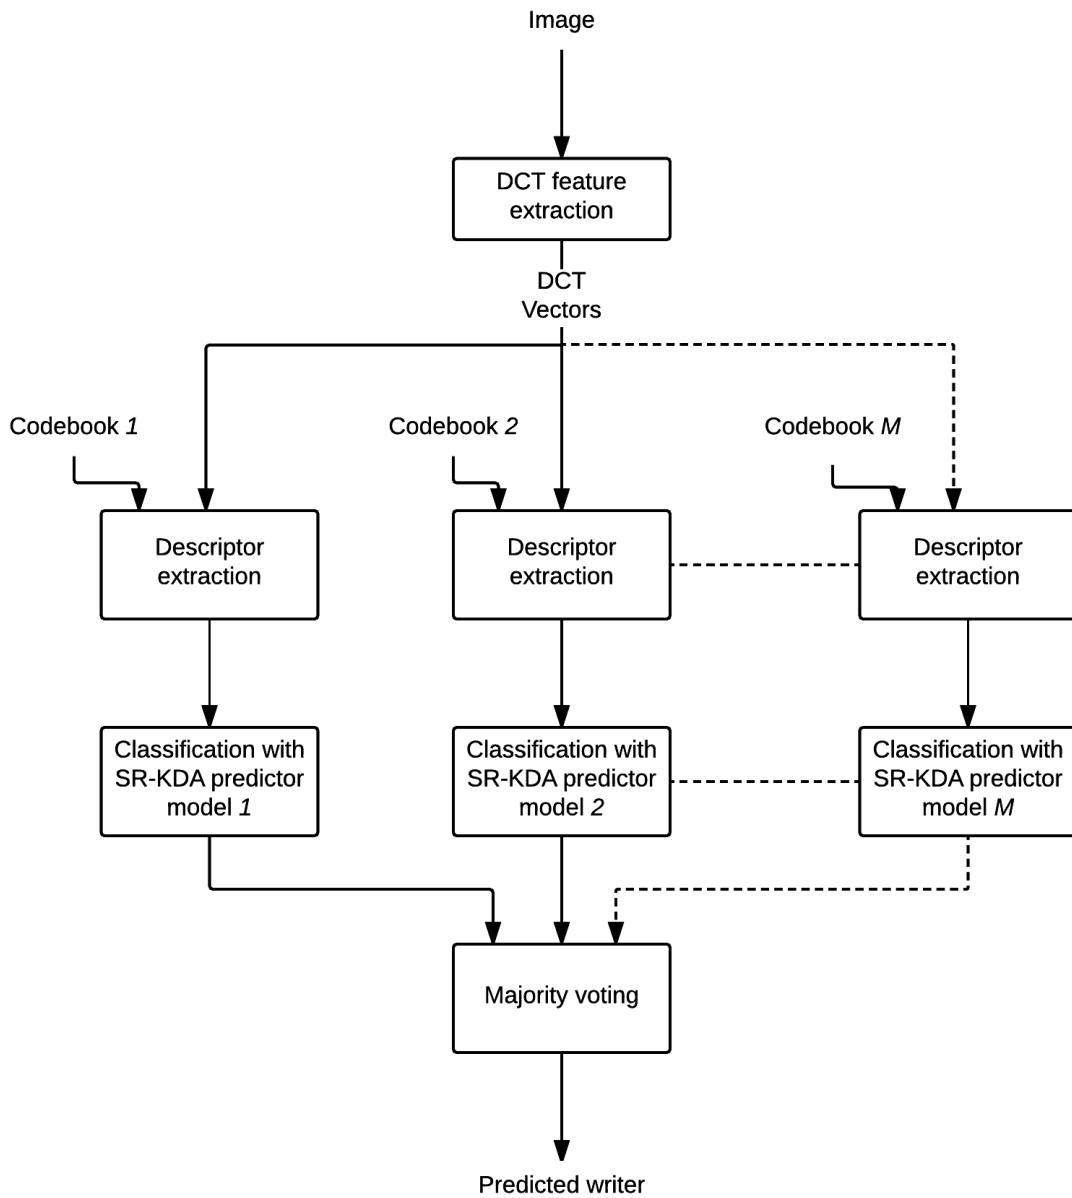 Image
DCT feature
extraction
DCT
Vectors
Codebook 1
Codebook 2
Codebook M
Descriptor
extraction
Descriptor
extraction
Descriptor
extraction
Classification with
SR-KDA predictor
model 1
Classification with
SR-KDA predictor
model 2
Classification with
SR-KDA predictor
model M
Majority voting
Predicted writer